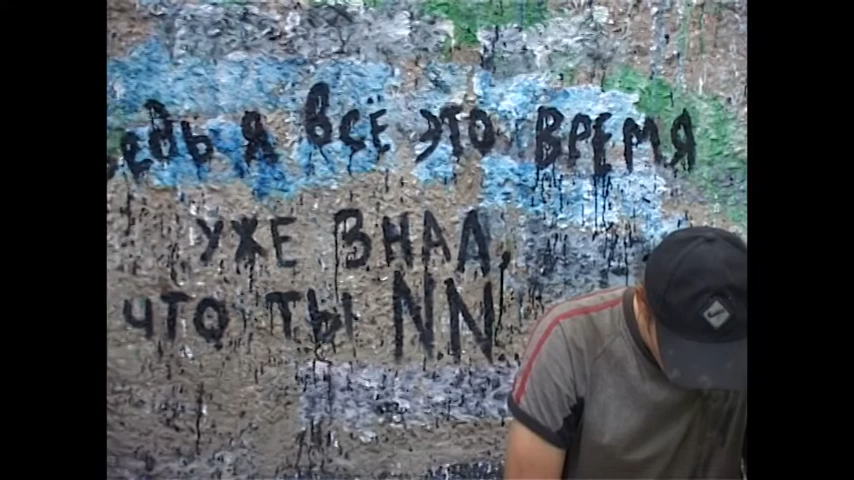 едь я всё это время
уже знал,
что ты NN